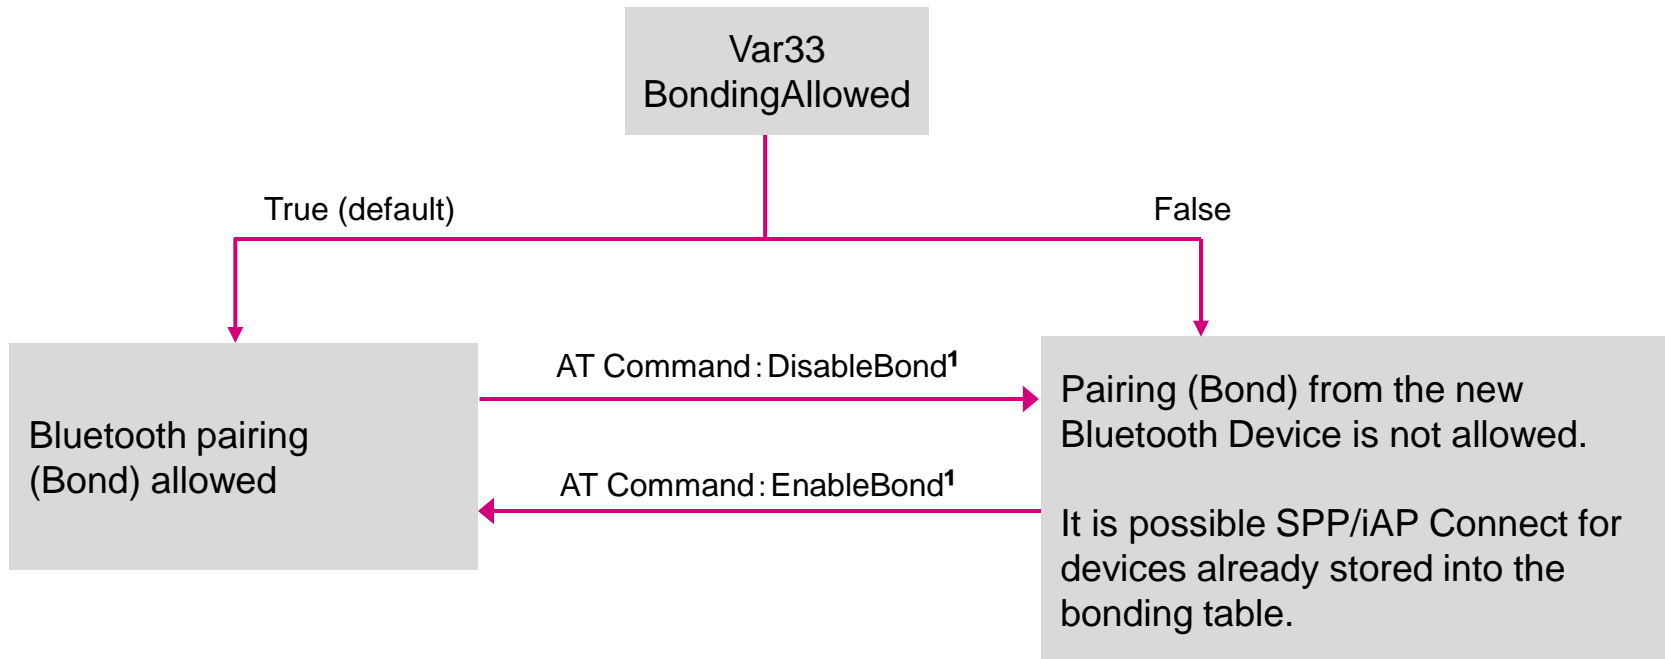 Var33
BondingAllowed
True (default)
False
AT Command：DisableBond¹
Bluetooth pairing
(Bond) allowed
AT Command：EnableBond¹
Pairing (Bond) from the new
Bluetooth Device is not allowed.
It is possible SPP/iAP Connect for
devices already stored into the
bonding table.